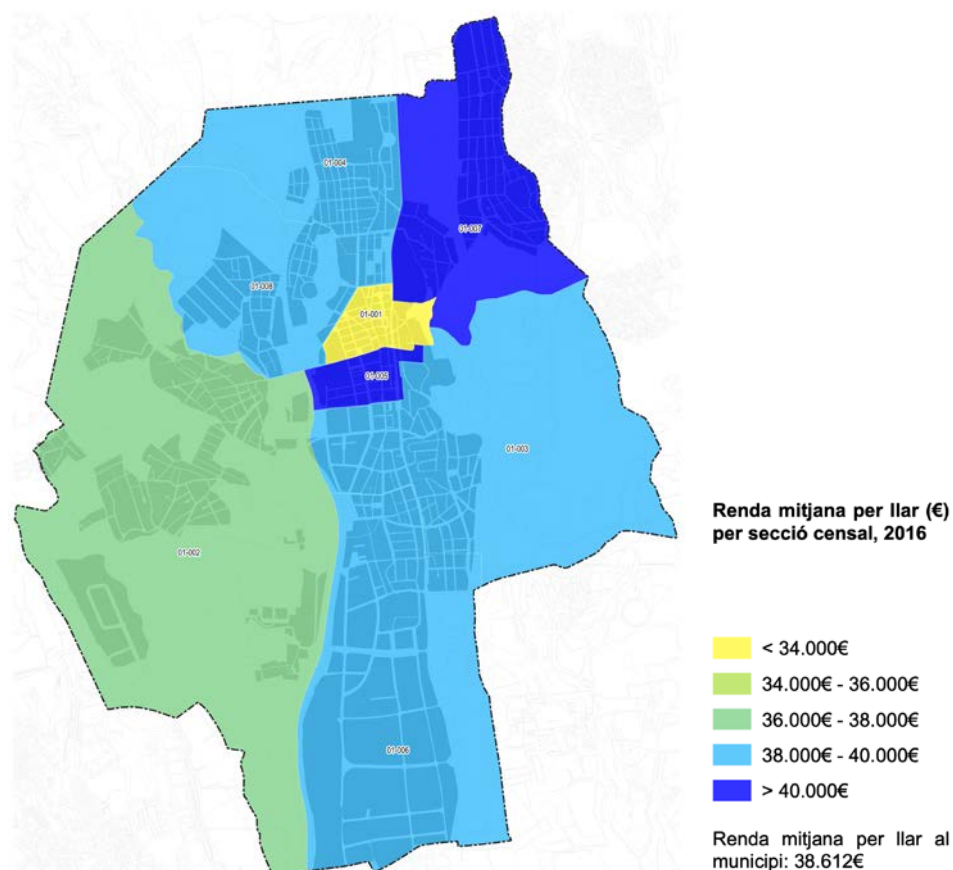 01-004
01-007
01-008
01-001
01-005
01-003
01-002
01-006
Renda mitjana per llar (€)
per secció censal, 2016
< 34.000€
34.000€ - 36.000€
36.000€ - 38.000€
38.000€ - 40.000€
> 40.000€
Renda mitjana per llar al
municipi: 38.612€